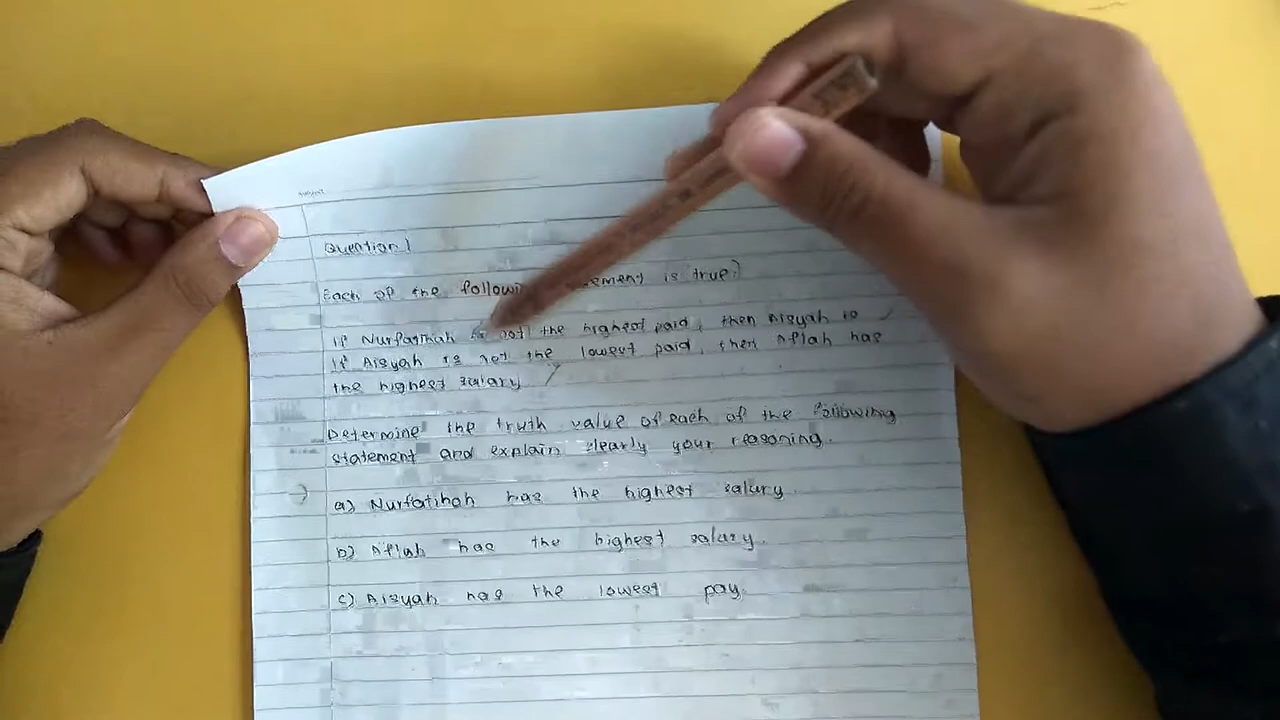 Question 1
Each of the following is true?
If Nurfatihah is not the highest paid, then Aisyah is
If Aisyah is not the lowest paid, then Aflah has
the highest salary
Determine the truth value of each of the following
statement and explain clearly your reasoning.
a) Nurfatihah has the highest salary.
b) Aflah has the highest salary.
c) Aisyah has the lowest pay.